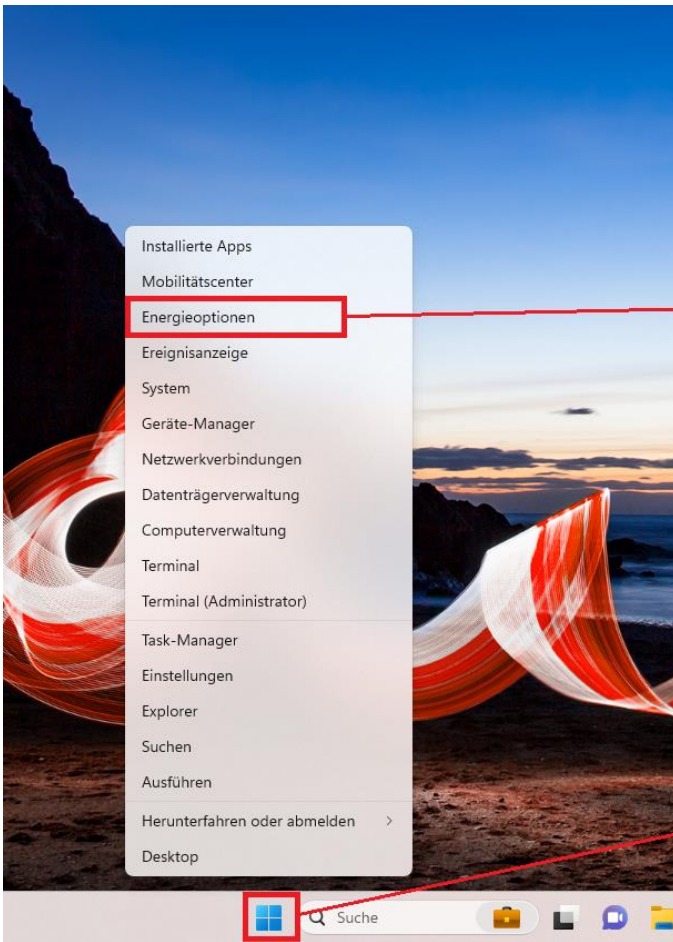 Installierte Apps
Mobilitätscenter
Energieoptionen
Ereignisanzeige
System
Geräte-Manager
Netzwerkverbindungen
Datenträgerverwaltung
Computerverwaltung
Terminal
Terminal (Administrator)
Task-Manager
Einstellungen
Explorer
Suchen
Ausführen
Herunterfahren oder abmelden
Desktop
Suche